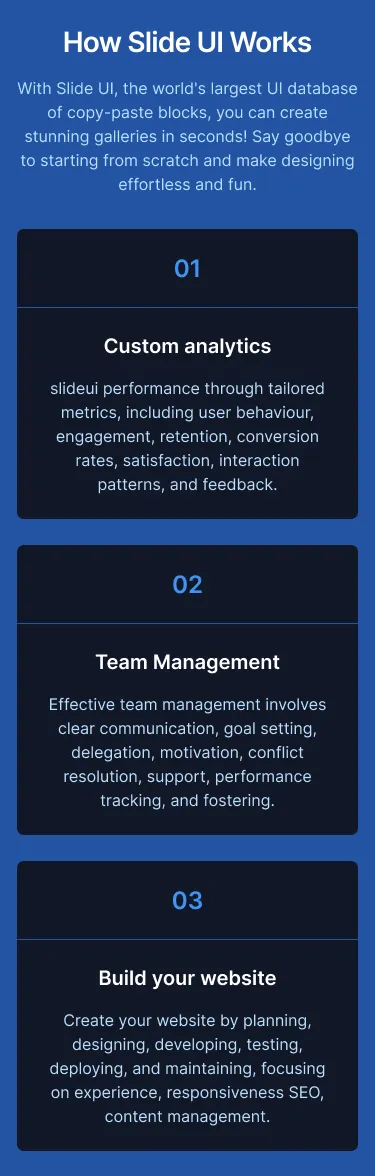 How Slide UI Works
With Slide UI, the world's largest UI database
of copy-paste blocks, you can create
stunning galleries in seconds! Say goodbye
to starting from scratch and make designing
effortless and fun.
01
Custom analytics
slideui performance through tailored
metrics, including user behaviour,
engagement, retention, conversion
rates, satisfaction, interaction
patterns, and feedback.
02
Team Management
Effective team management involves
clear communication, goal setting,
delegation, motivation, conflict
resolution, support, performance
tracking, and fostering.
03
Build your website
Create your website by planning,
designing, developing, testing,
deploying, and maintaining, focusing
on experience, responsiveness SEO,
content management.